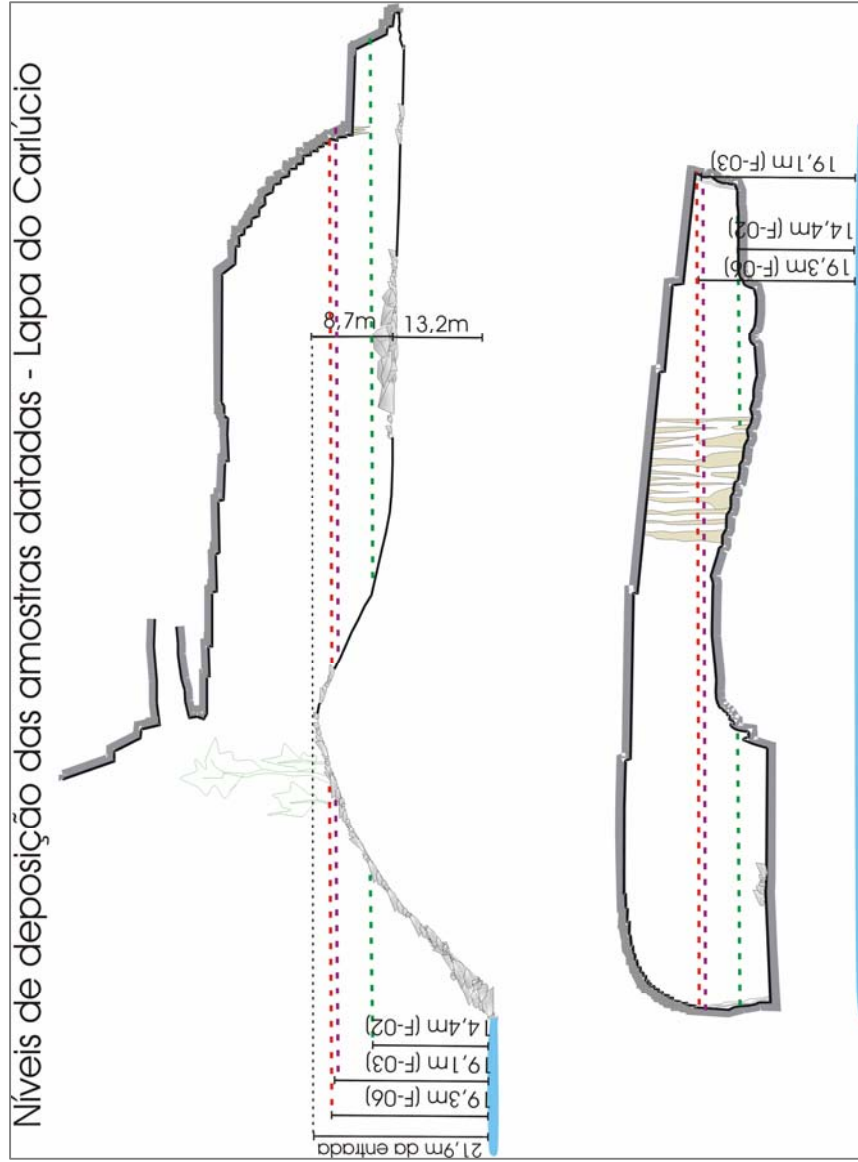 Níveis de deposição das amostras datadas - Lapa do Carlúcio
8,7m
13,2m
14,4m (F-02)
19,1m (F-03)
19,3m (F-06)
21,9m da entrada
19,1m (F-03)
14,4m (F-02)
19,3m (F-06)